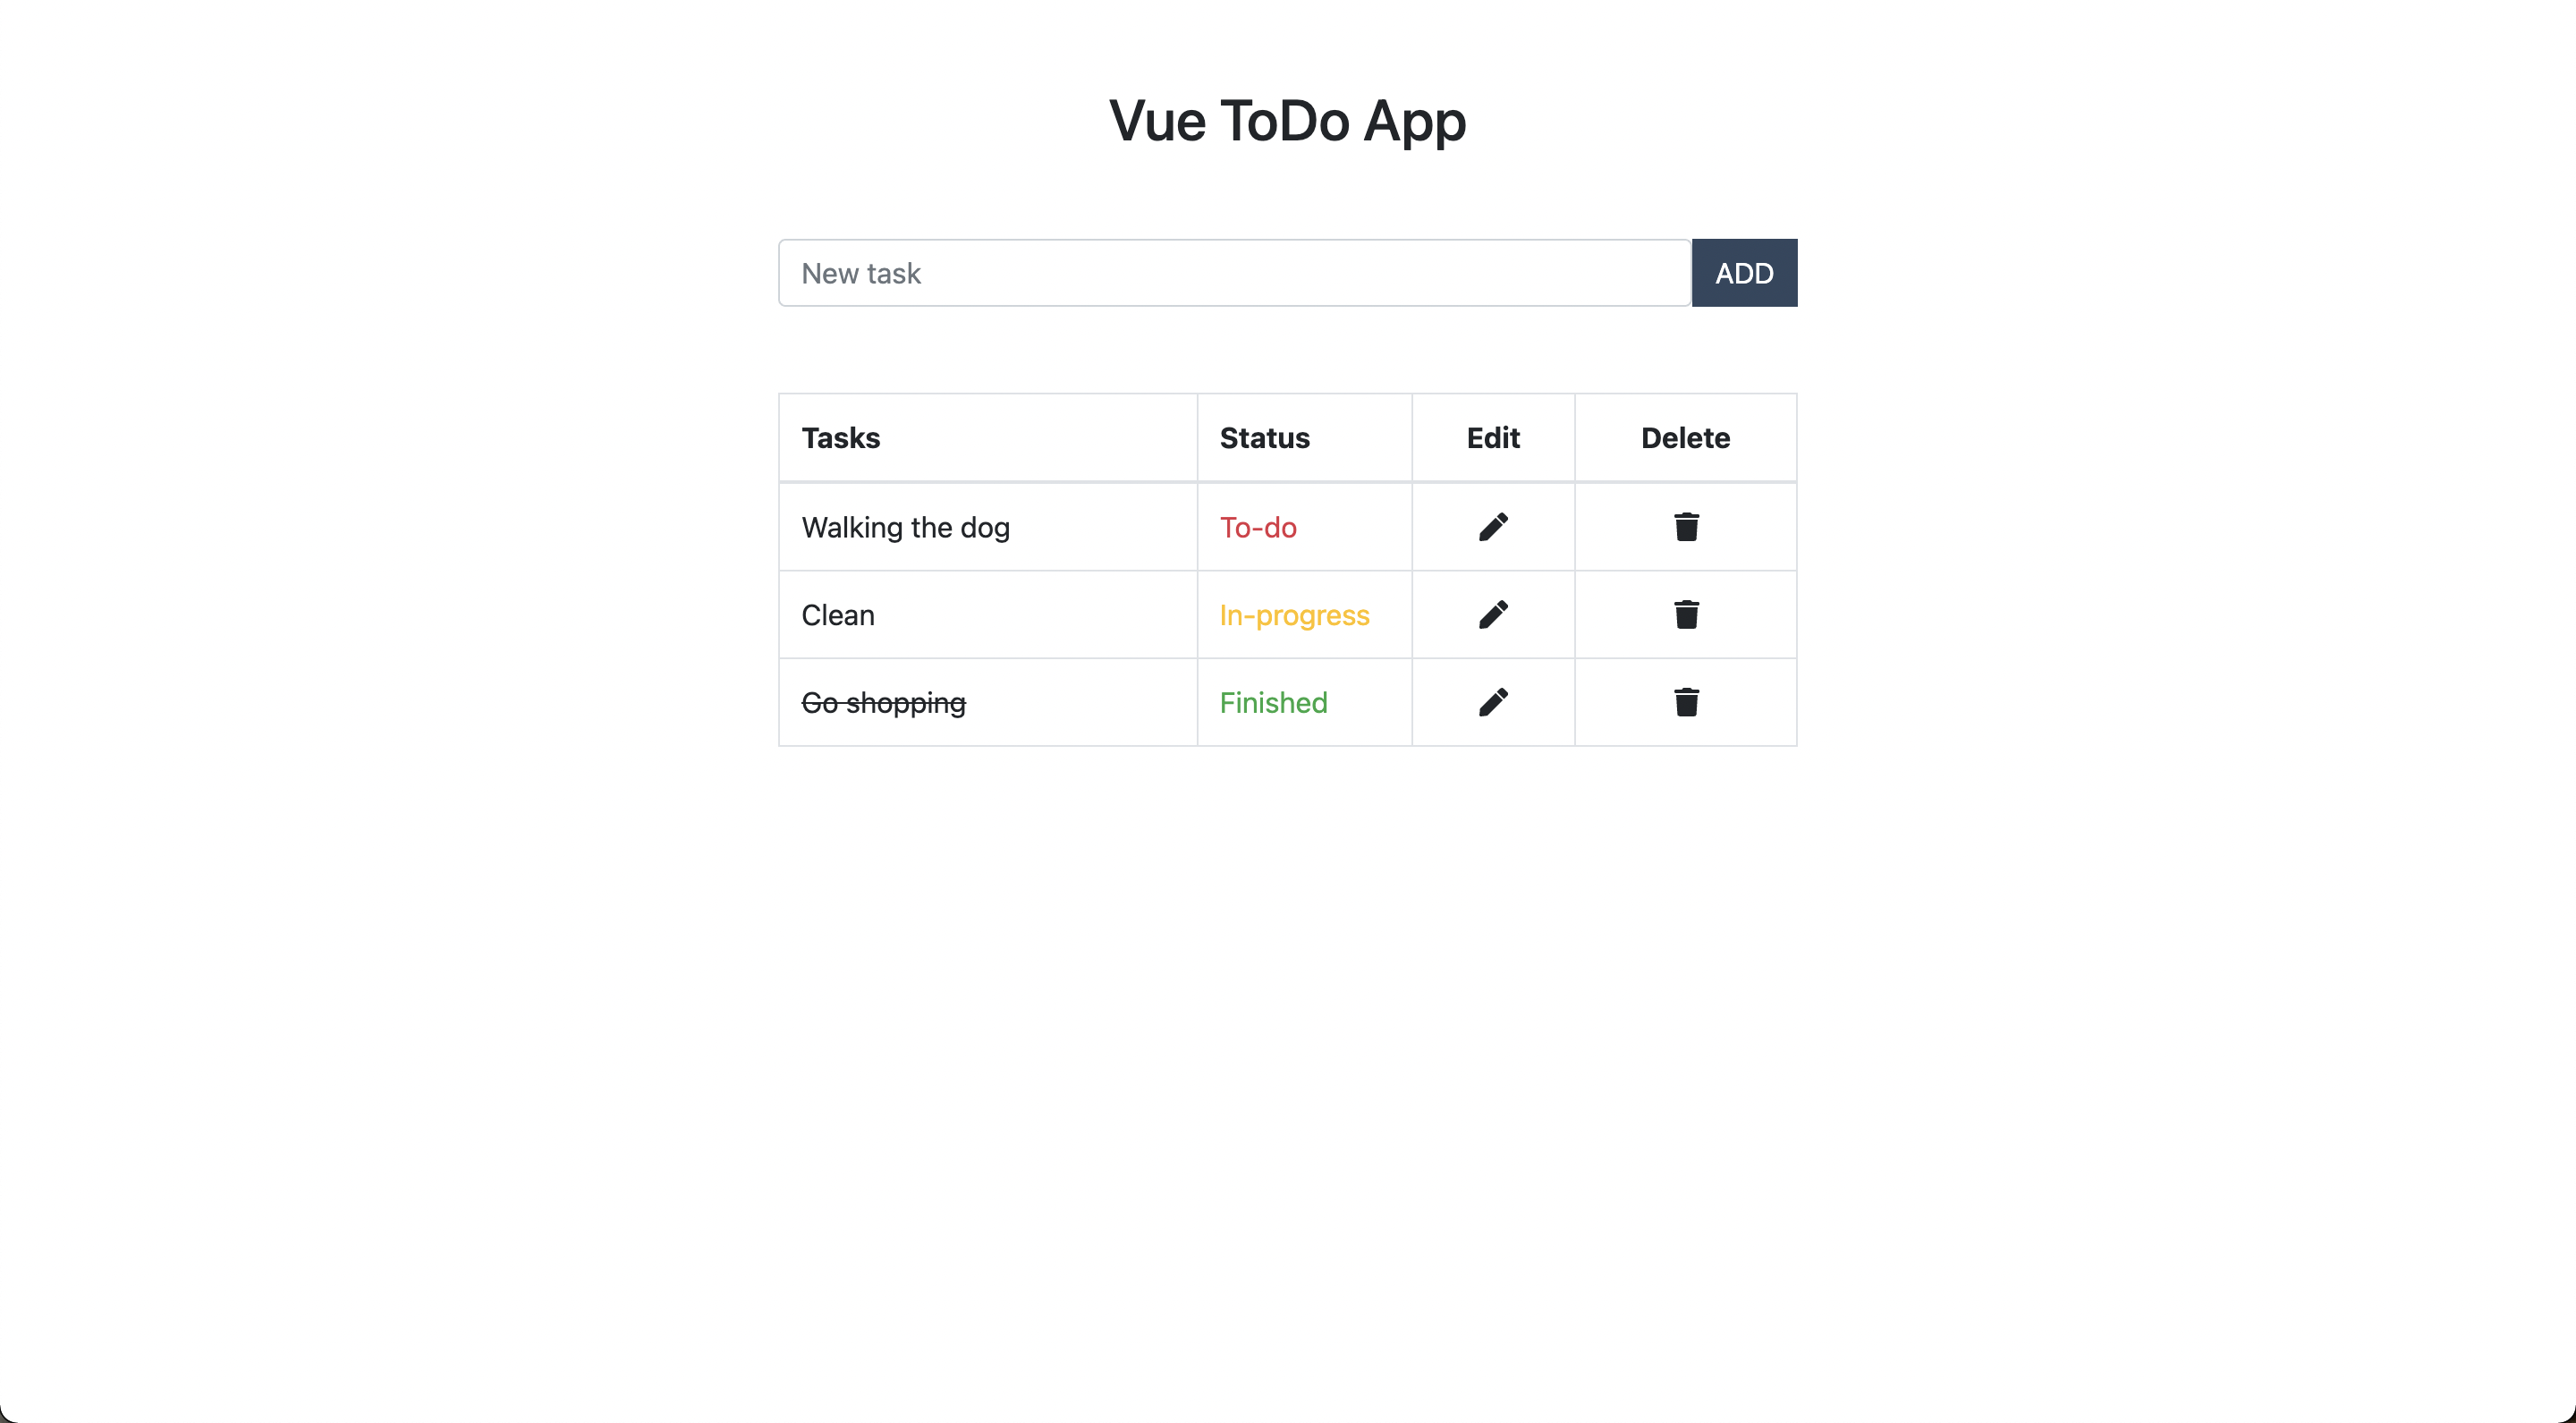 Vue ToDo App
New task ADD
Tasks Status Edit Delete
Walking the dog To-do
Clean In-progress
Go shopping Finished